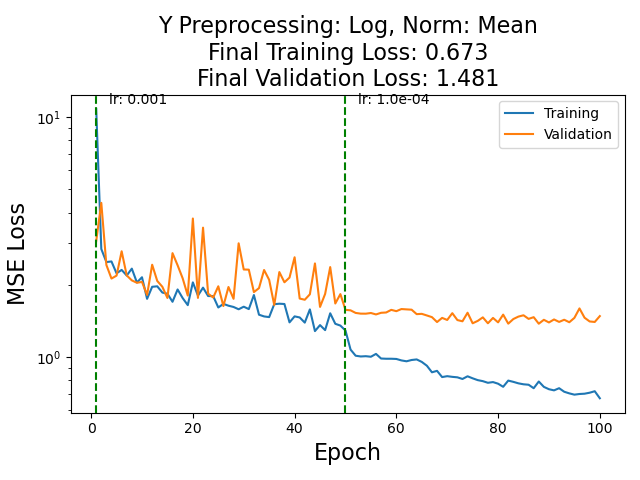 Y Preprocessing: Log, Norm: Mean
Final Training Loss: 0.673
Final Validation Loss: 1.481
lr: 0.001
lr: 1.0e-04
Training
Validation
10¹
10⁰
MSE Loss
0
20
40
60
80
100
Epoch